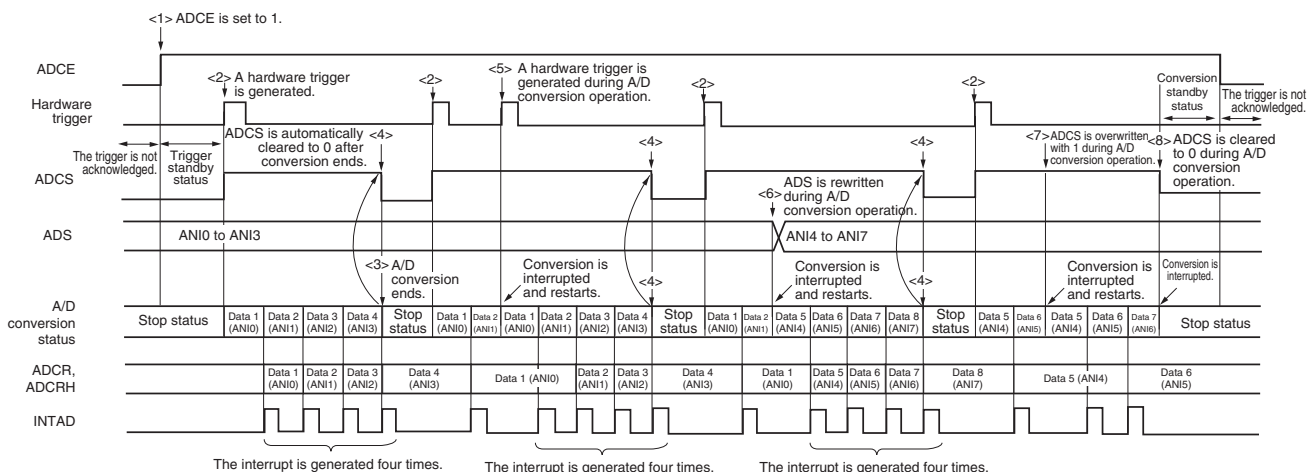 <1> ADCE is set to 1.
ADCE
<2> A hardware trigger
is generated.
<2>
<5> A hardware trigger is
generated during A/D
conversion operation.
<2>
<2>
Conversion
standby
status
The trigger is not
acknowledged.
Hardware
trigger
The trigger is not
acknowledged.
Trigger
standby
status
ADCS is automatically
cleared to 0 after
conversion ends.
<4>
<4>
<4>
<7> ADCS is overwritten
with 1 during A/D
conversion operation.
<8> ADCS is cleared
to 0 during A/D
conversion
operation.
ADCS
<6> ADS is rewritten
during A/D
conversion operation.
ADS
ANI0 to ANI3
ANI4 to ANI7
<3> A/D
conversion
ends.
Conversion is
interrupted
and restarts.
<4>
Conversion is
interrupted
and restarts.
<4>
Conversion is
interrupted
and restarts.
Conversion is
interrupted.
A/D
conversion
status
Stop status
Data 1
(ANI0)
Data 2
(ANI1)
Data 3
(ANI2)
Data 4
(ANI3)
Stop
status
Data 1
(ANI0)
Data 2
(ANI1)
Data 1
(ANI0)
Data 2
(ANI1)
Data 3
(ANI2)
Data 4
(ANI3)
Stop
status
Data 1
(ANI0)
Data 2
(ANI1)
Data 5
(ANI4)
Data 6
(ANI5)
Data 7
(ANI6)
Data 8
(ANI7)
Stop
status
Data 5
(ANI4)
Data 6
(ANI5)
Data 5
(ANI4)
Data 6
(ANI5)
Data 7
(ANI6)
Stop status
ADCR,
ADCRH
Data 1
(ANI0)
Data 2
(ANI1)
Data 3
(ANI2)
Data 4
(ANI3)
Data 1 (ANI0)
Data 2
(ANI1)
Data 3
(ANI2)
Data 4
(ANI3)
Data 1
(ANI0)
Data 5
(ANI4)
Data 6
(ANI5)
Data 7
(ANI6)
Data 8
(ANI7)
Data 5 (ANI4)
Data 6
(ANI5)
INTAD
The interrupt is generated four times.
The interrupt is generated four times.
The interrupt is generated four times.